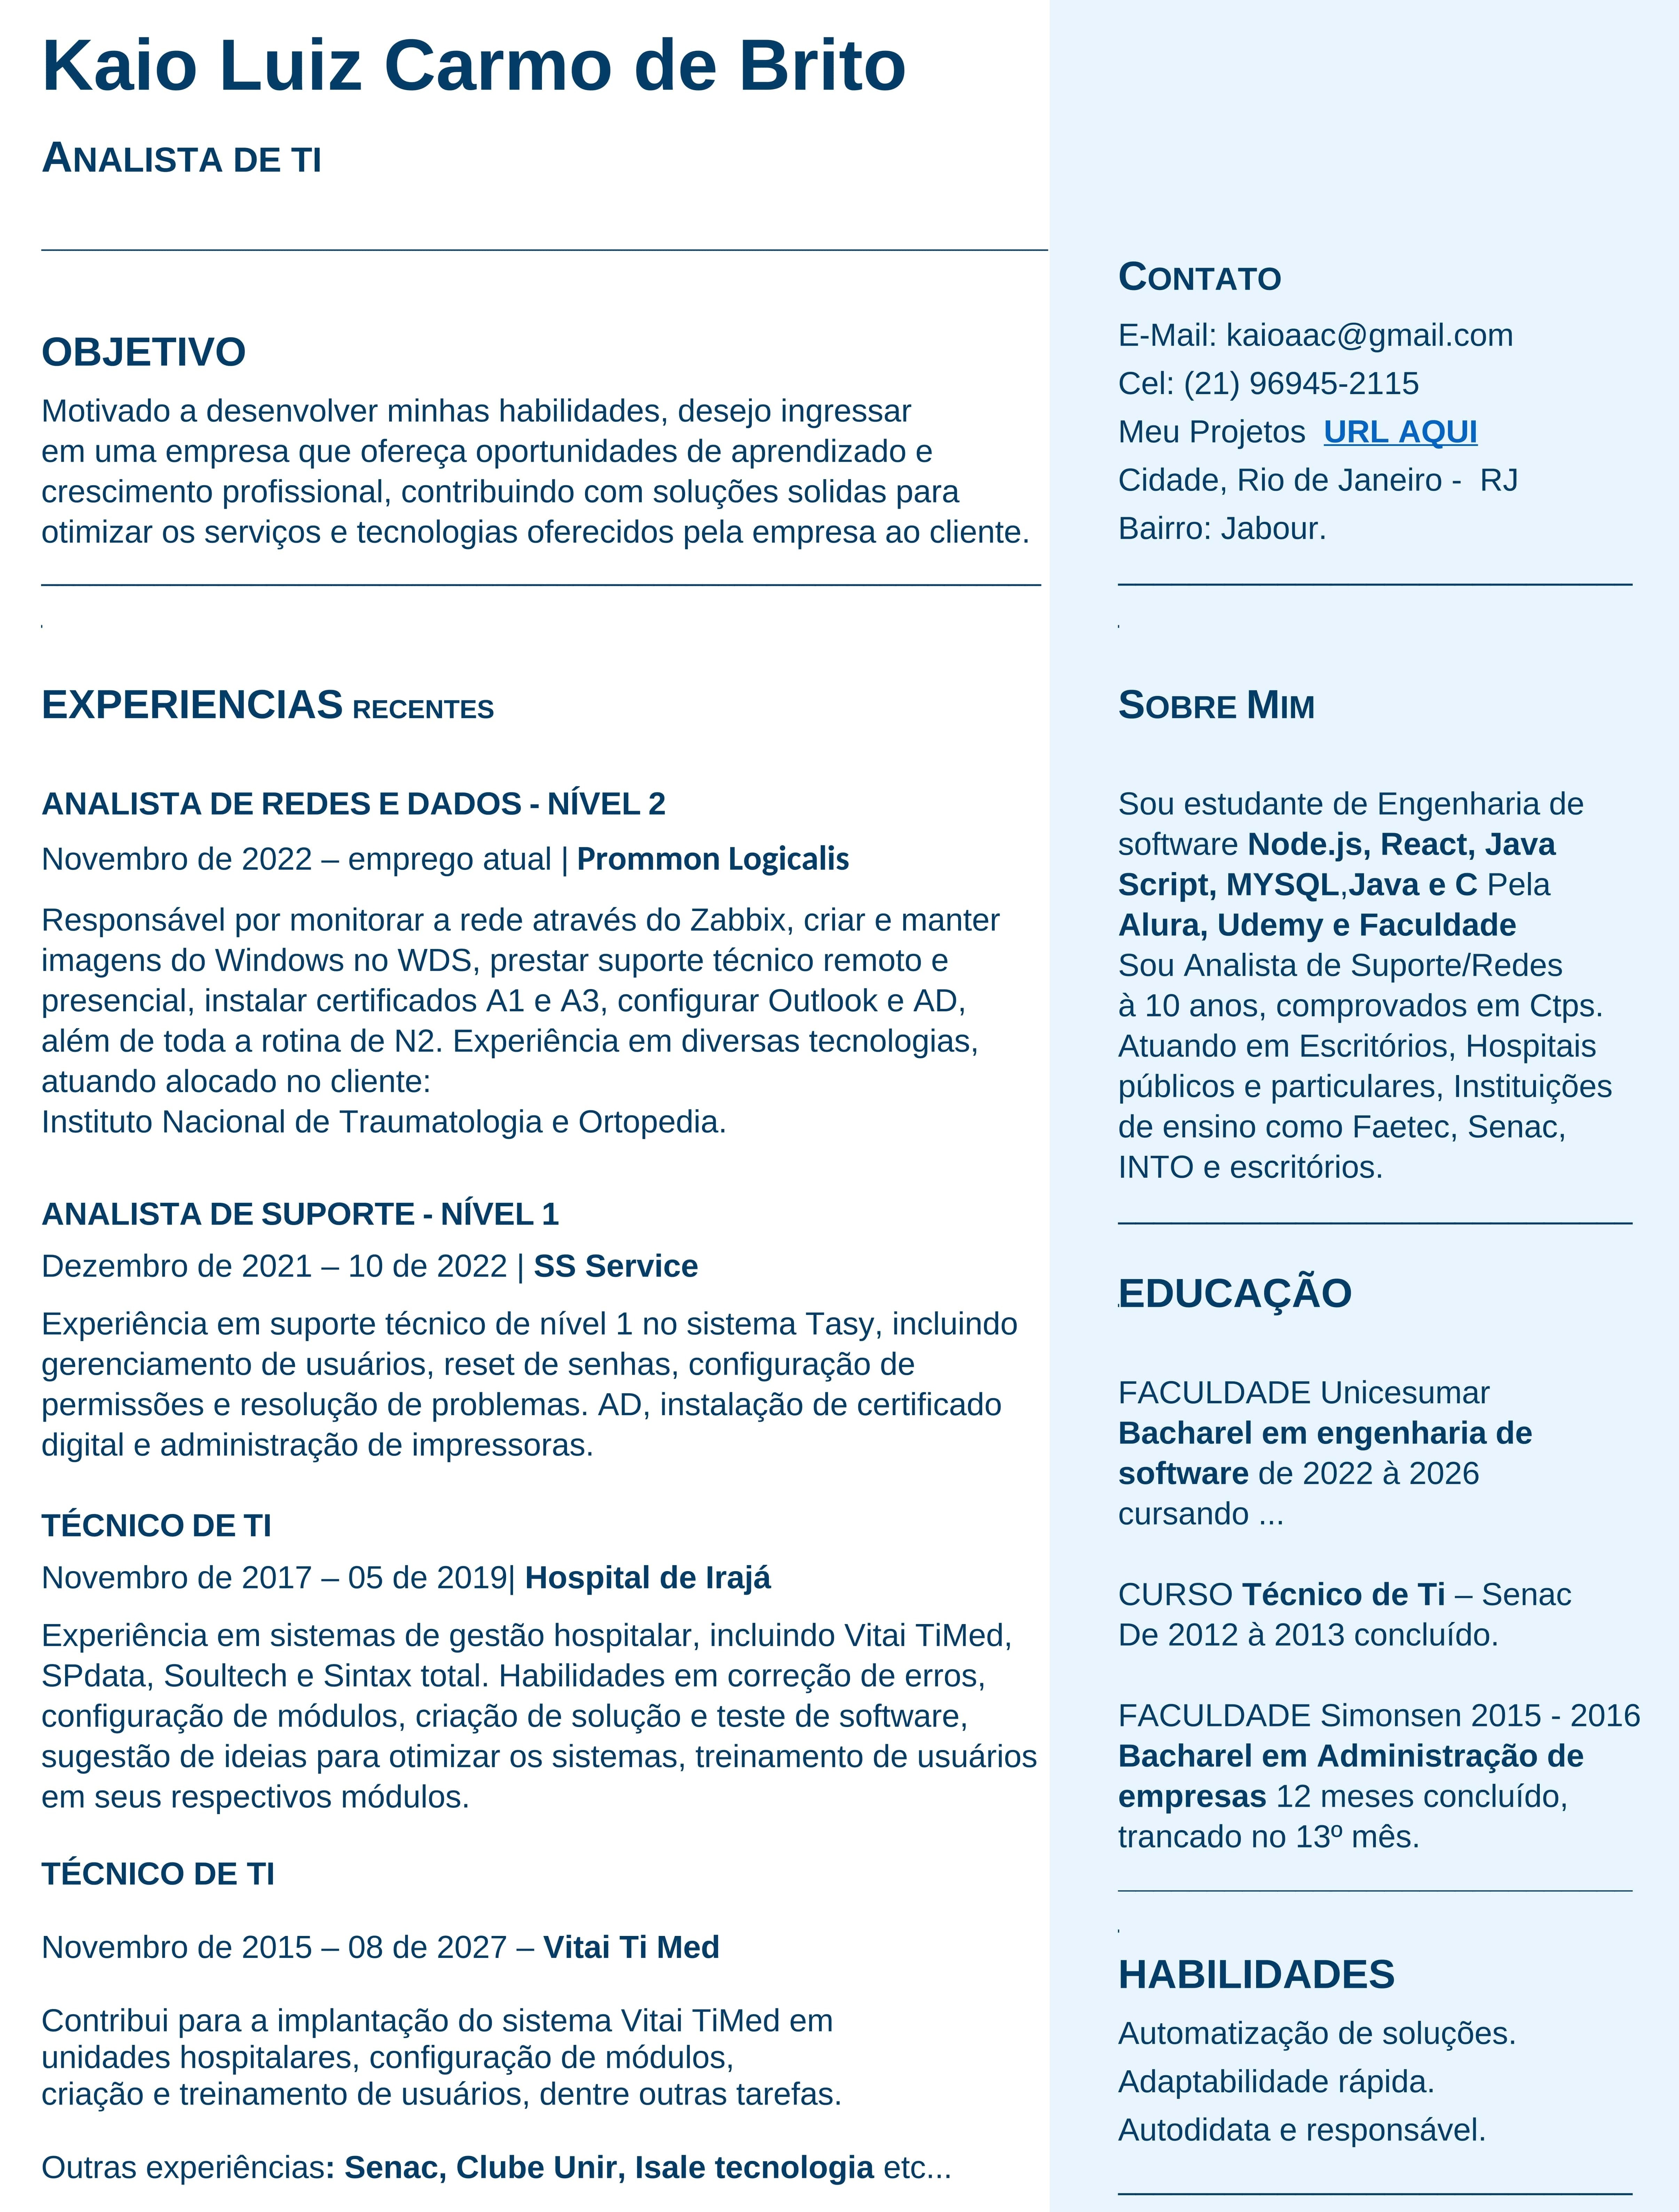 Kaio Luiz Carmo de Brito
ANALISTA DE TI
OBJETIVO
Motivado a desenvolver minhas habilidades, desejo ingressar
em uma empresa que ofereça oportunidades de aprendizado e
crescimento profissional, contribuindo com soluções solidas para
otimizar os serviços e tecnologias oferecidos pela empresa ao cliente.
EXPERIENCIAS RECENTES
ANALISTA DE REDES E DADOS - NÍVEL 2
Novembro de 2022 – emprego atual | Prommon Logicalis
Responsável por monitorar a rede através do Zabbix, criar e manter
imagens do Windows no WDS, prestar suporte técnico remoto e
presencial, instalar certificados A1 e A3, configurar Outlook e AD,
além de toda a rotina de N2. Experiência em diversas tecnologias,
atuando alocado no cliente:
Instituto Nacional de Traumatologia e Ortopedia.
ANALISTA DE SUPORTE - NÍVEL 1
Dezembro de 2021 – 10 de 2022 | SS Service
Experiência em suporte técnico de nível 1 no sistema Tasy, incluindo
gerenciamento de usuários, reset de senhas, configuração de
permissões e resolução de problemas. AD, instalação de certificado
digital e administração de impressoras.
TÉCNICO DE TI
Novembro de 2017 – 05 de 2019| Hospital de Irajá
Experiência em sistemas de gestão hospitalar, incluindo Vitai TiMed,
SPdata, Soultech e Sintax total. Habilidades em correção de erros,
configuração de módulos, criação de solução e teste de software,
sugestão de ideias para otimizar os sistemas, treinamento de usuários
em seus respectivos módulos.
TÉCNICO DE TI
Novembro de 2015 – 08 de 2027 – Vitai Ti Med
Contribui para a implantação do sistema Vitai TiMed em
unidades hospitalares, configuração de módulos,
criação e treinamento de usuários, dentre outras tarefas.
Outras experiências: Senac, Clube Unir, Isale tecnologia etc...
CONTATO
E-Mail: kaioaac@gmail.com
Cel: (21) 96945-2115
Meu Projetos URL AQUI
Cidade, Rio de Janeiro - RJ
Bairro: Jabour.
SOBRE MIM
Sou estudante de Engenharia de
software Node.js, React, Java
Script, MYSQL,Java e C Pela
Alura, Udemy e Faculdade
Sou Analista de Suporte/Redes
à 10 anos, comprovados em Ctps.
Atuando em Escritórios, Hospitais
públicos e particulares, Instituições
de ensino como Faetec, Senac,
INTO e escritórios.
EDUCAÇÃO
FACULDADE Unicesumar
Bacharel em engenharia de
software de 2022 à 2026
cursando ...
CURSO Técnico de Ti – Senac
De 2012 à 2013 concluído.
FACULDADE Simonsen 2015 - 2016
Bacharel em Administração de
empresas 12 meses concluído,
trancado no 13º mês.
HABILIDADES
Automatização de soluções.
Adaptabilidade rápida.
Autodidata e responsável.